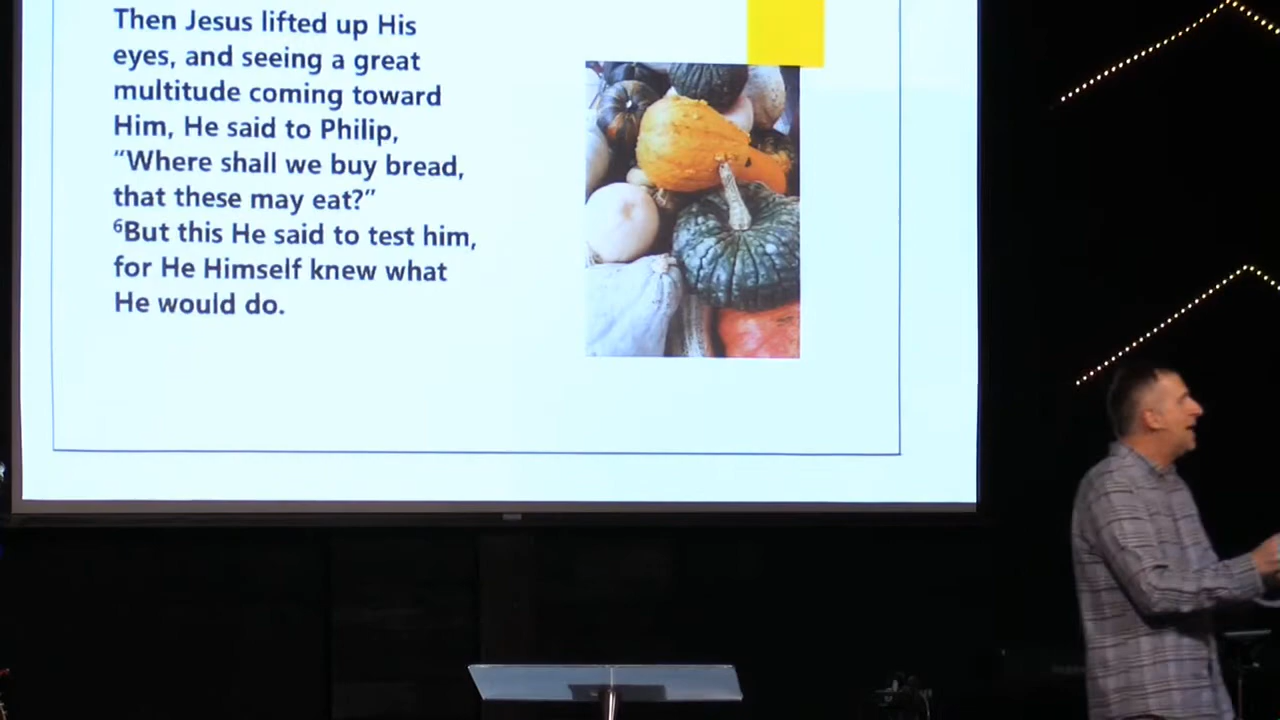 Then Jesus lifted up His
eyes, and seeing a great
multitude coming toward
Him, He said to Philip,
“Where shall we buy bread,
that these may eat?”
⁶But this He said to test him,
for He Himself knew what
He would do.